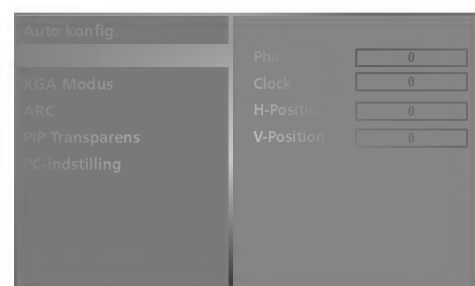 Auto konfig.
XGA Modus
ARC
PIP Transparens
PC-indstilling
Phas 0
Clock 0
H-Positio 0
V-Position 0